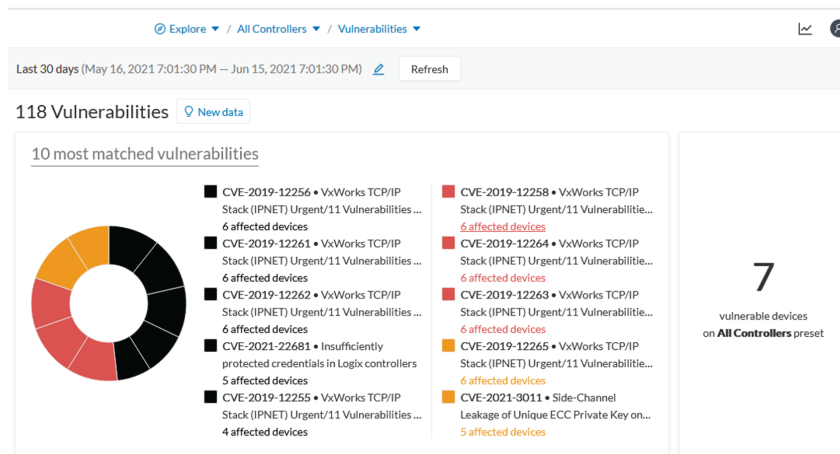 Explore / All Controllers / Vulnerabilities
Last 30 days (May 16, 2021 7:01:30 PM — Jun 15, 2021 7:01:30 PM) Refresh
118 Vulnerabilities New data
10 most matched vulnerabilities
CVE-2019-12256 • VxWorks TCP/IP
Stack (IPNET) Urgent/11 Vulnerabilities ...
6 affected devices
CVE-2019-12261 • VxWorks TCP/IP
Stack (IPNET) Urgent/11 Vulnerabilities ...
6 affected devices
CVE-2019-12262 • VxWorks TCP/IP
Stack (IPNET) Urgent/11 Vulnerabilities ...
6 affected devices
CVE-2021-22681 • Insufficiently
protected credentials in Logix controllers
5 affected devices
CVE-2019-12255 • VxWorks TCP/IP
Stack (IPNET) Urgent/11 Vulnerabilities ...
4 affected devices
CVE-2019-12258 • VxWorks TCP/IP
Stack (IPNET) Urgent/11 Vulnerabilitie...
6 affected devices
CVE-2019-12264 • VxWorks TCP/IP
Stack (IPNET) Urgent/11 Vulnerabilitie...
6 affected devices
CVE-2019-12263 • VxWorks TCP/IP
Stack (IPNET) Urgent/11 Vulnerabilitie...
6 affected devices
CVE-2019-12265 • VxWorks TCP/IP
Stack (IPNET) Urgent/11 Vulnerabilitie...
6 affected devices
CVE-2021-3011 • Side-Channel
Leakage of Unique ECC Private Key on...
5 affected devices
7
vulnerable devices
on All Controllers preset